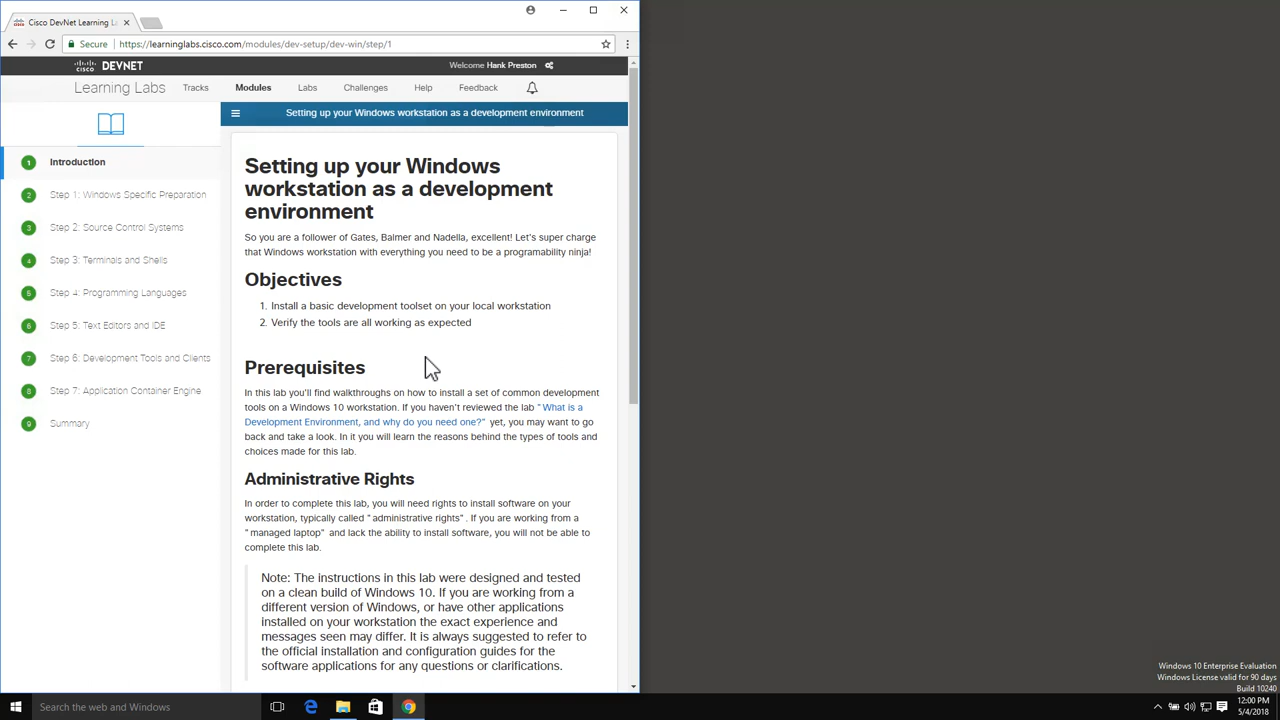 Cisco DevNet Learning La
Secure
https://learninglabs.cisco.com/modules/dev-setup/dev-win/step/1
CISCO DEVNET
Welcome Hank Preston
Learning Labs
Tracks
Modules
Labs
Challenges
Help
Feedback
Setting up your Windows workstation as a development environment
1 Introduction
2 Step 1: Windows Specific Preparation
3 Step 2: Source Control Systems
4 Step 3: Terminals and Shells
5 Step 4: Programming Languages
6 Step 5: Text Editors and IDE
7 Step 6: Development Tools and Clients
8 Step 7: Application Container Engine
9 Summary
Setting up your Windows
workstation as a development
environment
So you are a follower of Gates, Balmer and Nadella, excellent! Let's super charge
that Windows workstation with everything you need to be a programability ninja!
Objectives
1. Install a basic development toolset on your local workstation
2. Verify the tools are all working as expected
Prerequisites
In this lab you'll find walkthroughs on how to install a set of common development
tools on a Windows 10 workstation. If you haven't reviewed the lab "What is a
Development Environment, and why do you need one?" yet, you may want to go
back and take a look. In it you will learn the reasons behind the types of tools and
choices made for this lab.
Administrative Rights
In order to complete this lab, you will need rights to install software on your
workstation, typically called "administrative rights". If you are working from a
"managed laptop" and lack the ability to install software, you will not be able to
complete this lab.
Note: The instructions in this lab were designed and tested
on a clean build of Windows 10. If you are working from a
different version of Windows, or have other applications
installed on your workstation the exact experience and
messages seen may differ. It is always suggested to refer to
the official installation and configuration guides for the
software applications for any questions or clarifications.
Windows 10 Enterprise Evaluation
Windows License valid for 90 days
Build 10240
Search the web and Windows
12:00 PM
5/4/2018